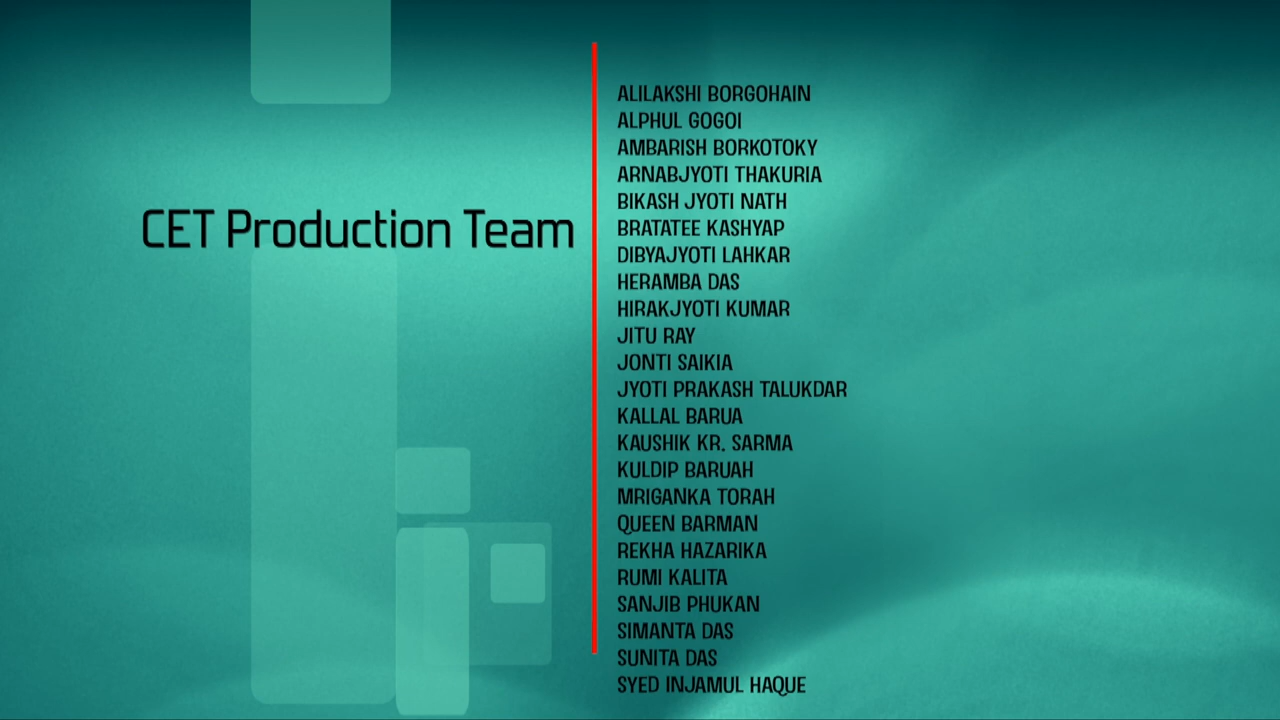 CET Production Team
ALILAKSHI BORGOHAIN
ALPHUL GOGOI
AMBARISH BORKOTOKY
ARNABJYOTI THAKURIA
BIKASH JYOTI NATH
BRATATEE KASHYAP
DIBYAJYOTI LAHKAR
HERAMBA DAS
HIRAKJYOTI KUMAR
JITU RAY
JONTI SAIKIA
JYOTI PRAKASH TALUKDAR
KALLAL BARUA
KAUSHIK KR. SARMA
KULDIP BARUAH
MRIGANKA TORAH
QUEEN BARMAN
REKHA HAZARIKA
RUMI KALITA
SANJIB PHUKAN
SIMANTA DAS
SUNITA DAS
SYED INJAMUL HAQUE